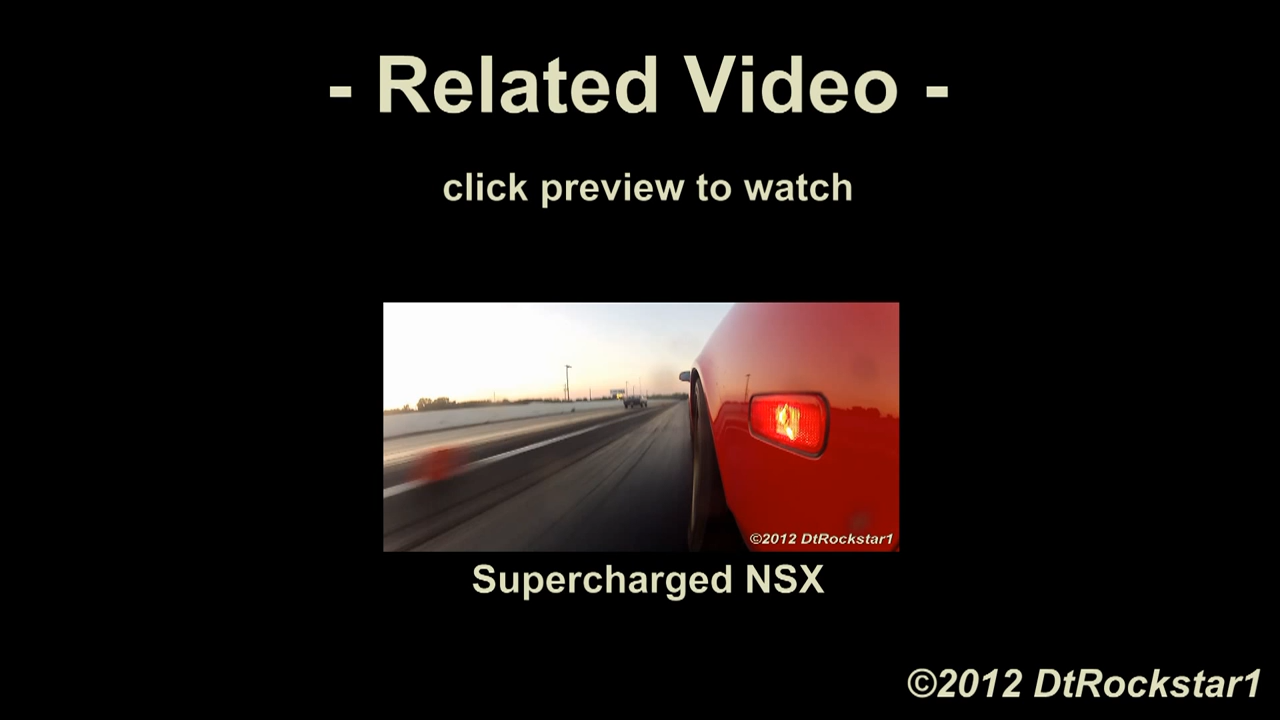 - Related Video -
click preview to watch
©2012 DtRockstar1
Supercharged NSX
©2012 DtRockstar1